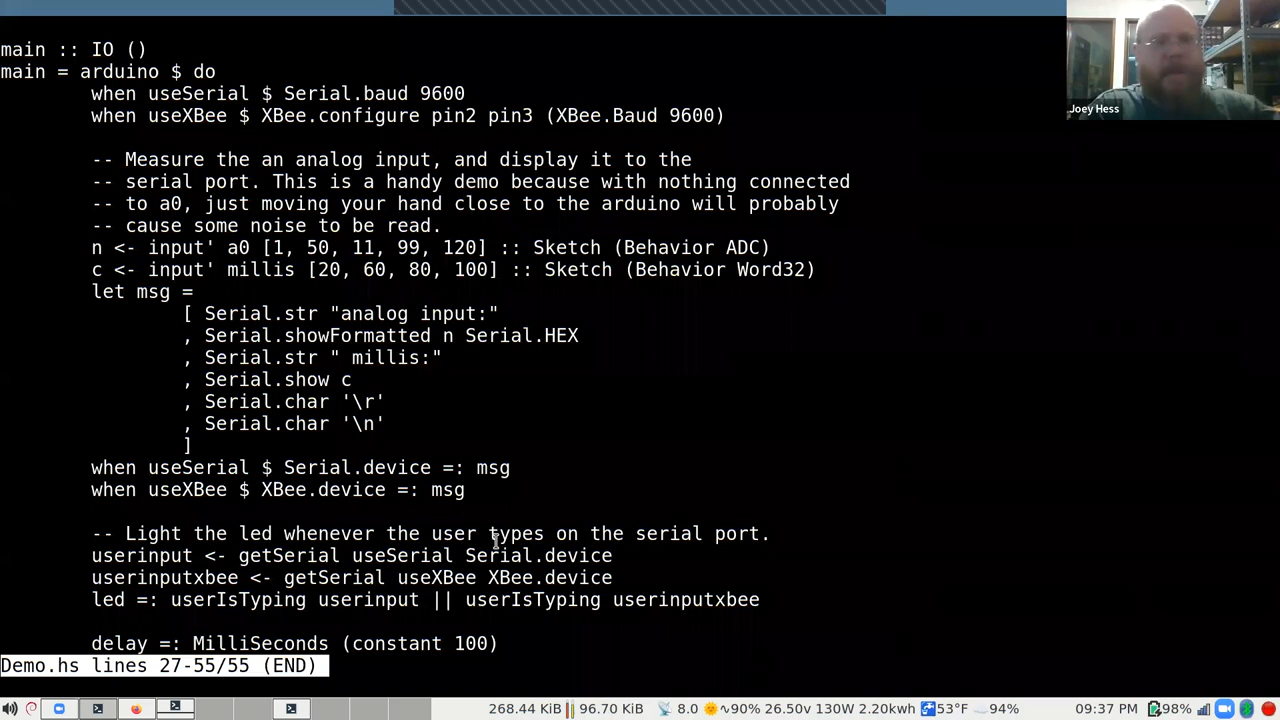 main :: IO ()
main = arduino $ do
when useSerial $ Serial.baud 9600
when useXBee $ XBee.configure pin2 pin3 (XBee.Baud 9600)
-- Measure the an analog input, and display it to the
-- serial port. This is a handy demo because with nothing connected
-- to a0, just moving your hand close to the arduino will probably
-- cause some noise to be read.
n <- input' a0 [1, 50, 11, 99, 120] :: Sketch (Behavior ADC)
c <- input' millis [20, 60, 80, 100] :: Sketch (Behavior Word32)
let msg =
[ Serial.str "analog input:"
, Serial.showFormatted n Serial.HEX
, Serial.str " millis:"
, Serial.show c
, Serial.char '\r'
, Serial.char '\n'
]
when useSerial $ Serial.device =: msg
when useXBee $ XBee.device =: msg
-- Light the led whenever the user types on the serial port.
userinput <- getSerial useSerial Serial.device
userinputxbee <- getSerial useXBee XBee.device
led =: userIsTyping userinput || userIsTyping userinputxbee
delay =: MilliSeconds (constant 100)
Demo.hs lines 27-55/55 (END)
Joey Hess
268.44 KiB 96.70 KiB 8.0 90% 26.50v 130W 2.20kwh 53°F 94% 09:37 PM 98%